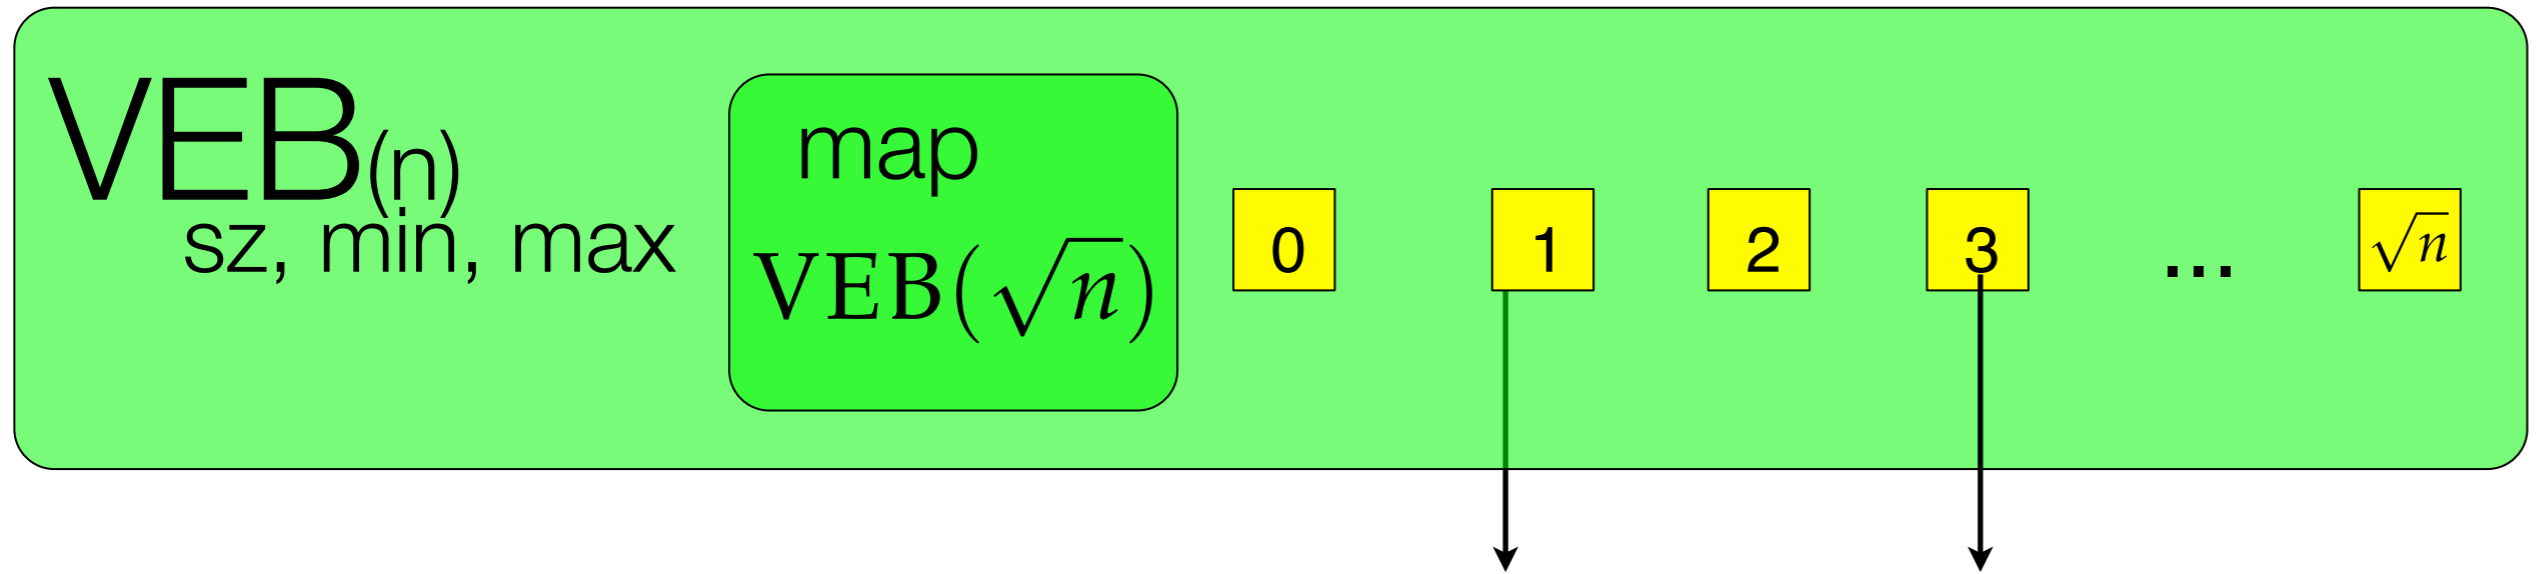 VEB(n)
sz, min, max
map
VEB(√n)
0 1 2 3 ... √n